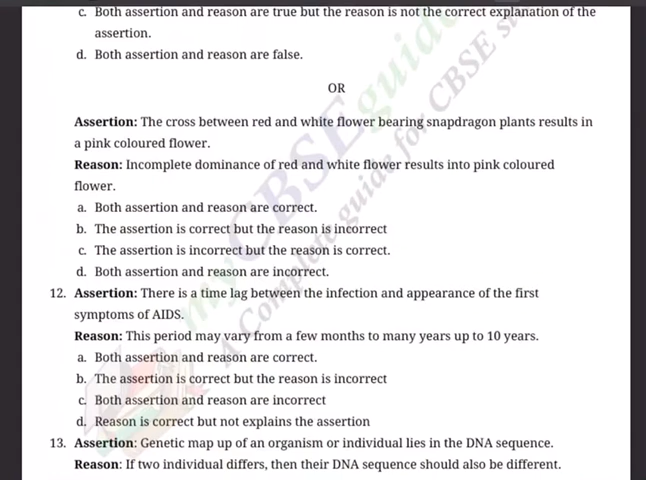 c. Both assertion and reason are true but the reason is not the correct explanation of the
assertion.
d. Both assertion and reason are false.
OR
Assertion: The cross between red and white flower bearing snapdragon plants results in
a pink coloured flower.
Reason: Incomplete dominance of red and white flower results into pink coloured
flower.
a. Both assertion and reason are correct.
b. The assertion is correct but the reason is incorrect
c. The assertion is incorrect but the reason is correct.
d. Both assertion and reason are incorrect.
12. Assertion: There is a time lag between the infection and appearance of the first
symptoms of AIDS.
Reason: This period may vary from a few months to many years up to 10 years.
a. Both assertion and reason are correct.
b. The assertion is correct but the reason is incorrect
c. Both assertion and reason are incorrect
d. Reason is correct but not explains the assertion
13. Assertion: Genetic map up of an organism or individual lies in the DNA sequence.
Reason: If two individual differs, then their DNA sequence should also be different.
myCBSEguide
A Complete guide for CBSE